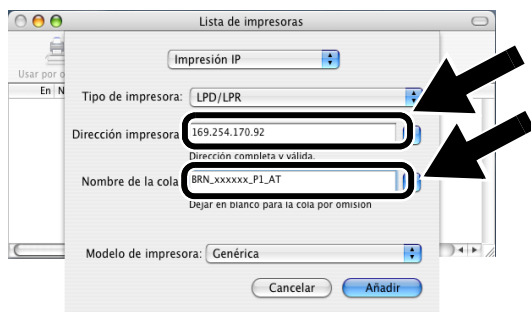 Lista de impresoras
Impresión IP
Usar por o
En N
Tipo de impresora: LPD/LPR
Dirección impresora 169.254.170.92
Dirección completa y válida.
Nombre de la cola BRN_xxxxxx_P1_AT
Dejar en blanco para la cola por omisión
Modelo de impresora: Genérica
Cancelar Añadir